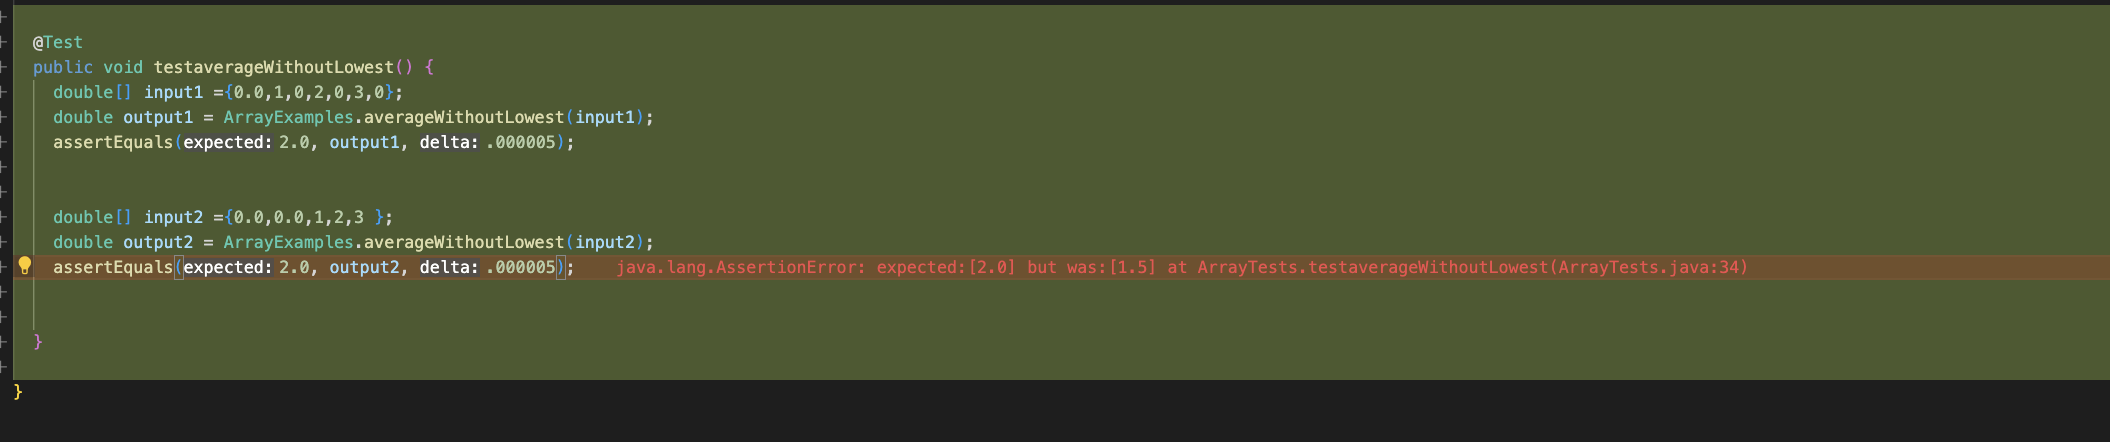 @Test
public void testaverageWithoutLowest() {
double[] input1 ={0.0,1,0,2,0,3,0};
double output1 = ArrayExamples.averageWithoutLowest(input1);
assertEquals(expected: 2.0, output1, delta: .000005);
double[] input2 ={0.0,0.0,1,2,3 };
double output2 = ArrayExamples.averageWithoutLowest(input2);
assertEquals(expected: 2.0, output2, delta: .000005);    java.lang.AssertionError: expected:[2.0] but was:[1.5] at ArrayTests.testaverageWithoutLowest(ArrayTests.java:34)
}
}